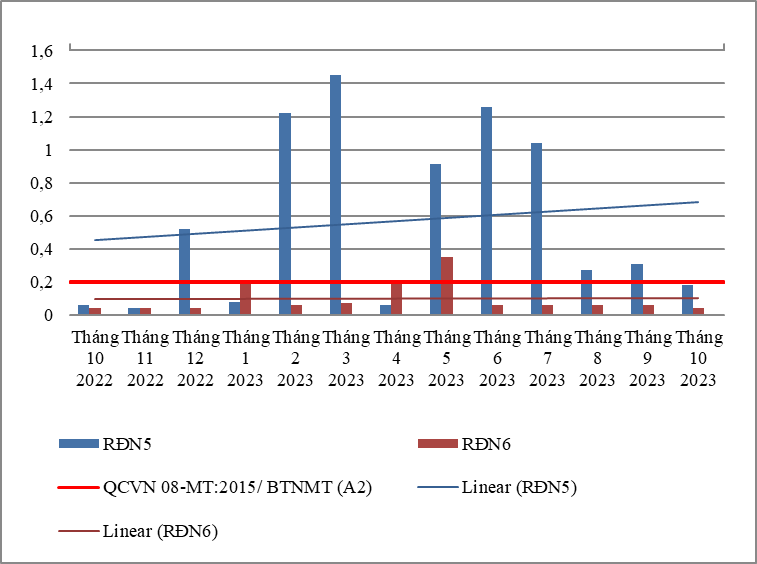 1,6
1,4
1,2
1
0,8
0,6
0,4
0,2
0
Tháng Tháng Tháng Tháng Tháng Tháng Tháng Tháng Tháng Tháng Tháng Tháng Tháng
10 11 12 1 2 3 4 5 6 7 8 9 10
2022 2022 2022 2023 2023 2023 2023 2023 2023 2023 2023 2023 2023
RĐN5 RĐN6
QCVN 08-MT:2015/ BTNMT (A2) Linear (RĐN5)
Linear (RĐN6)